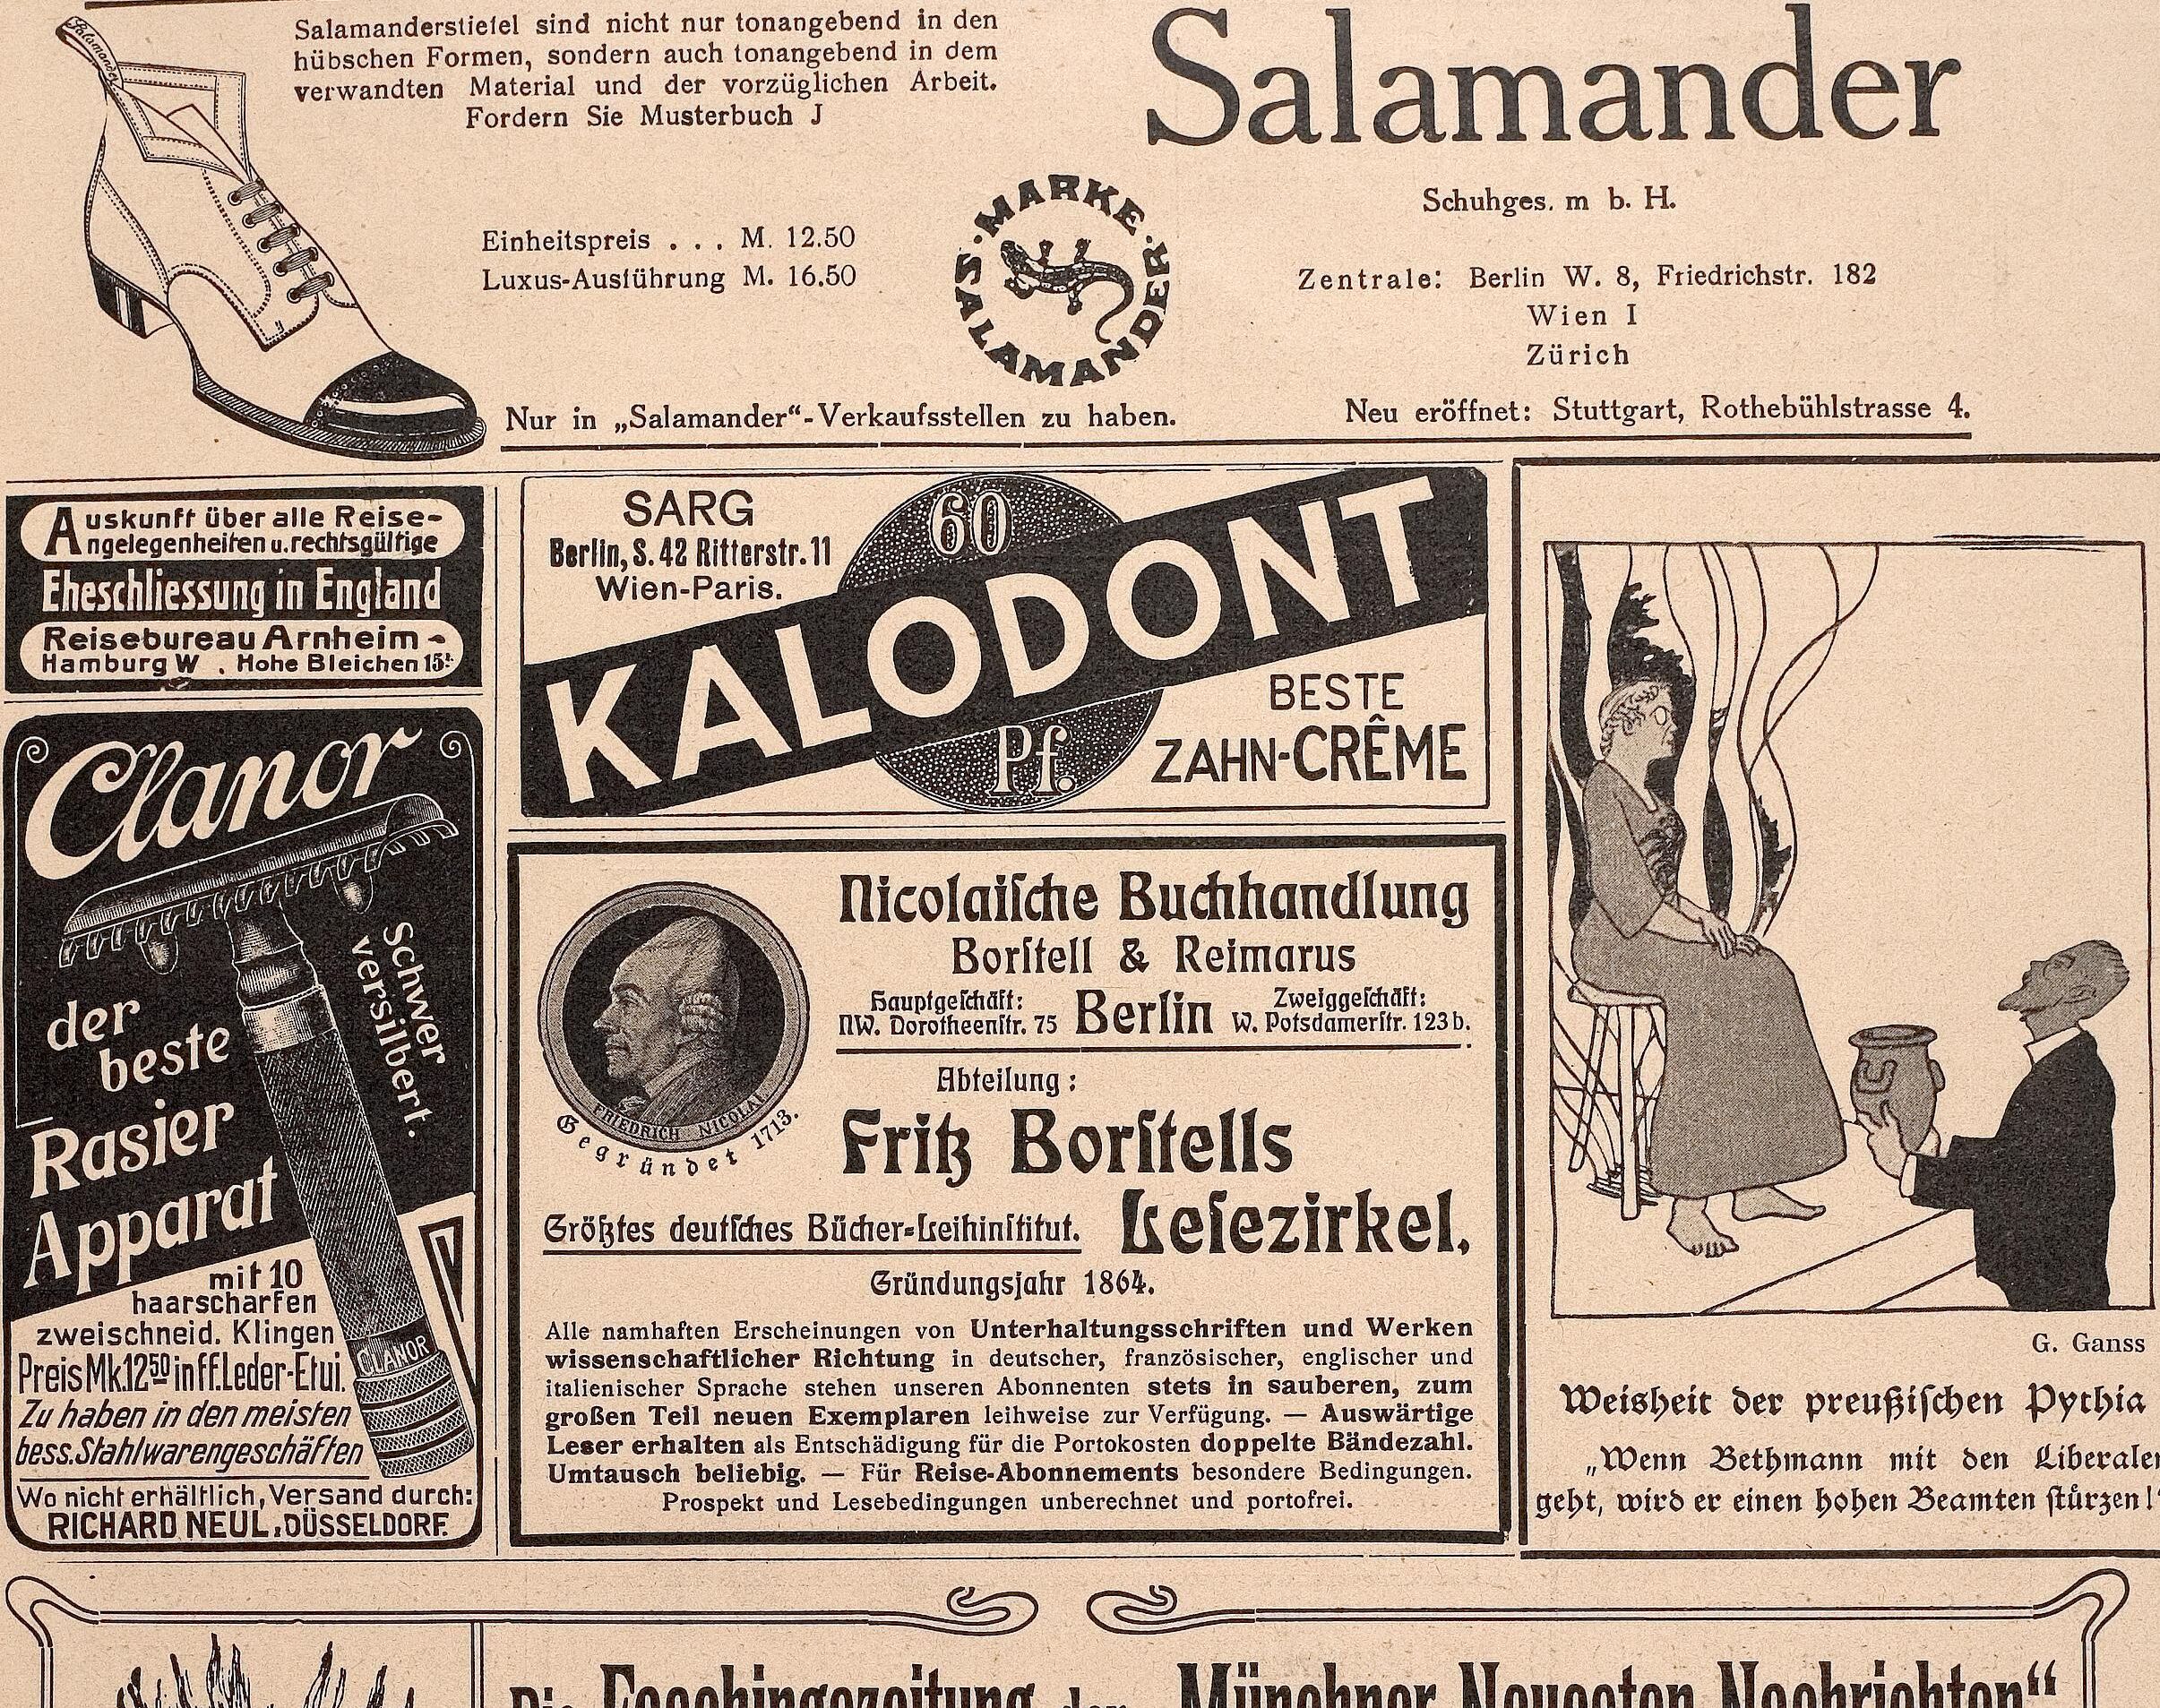 Salamander
Salamanderstiefel sind nicht nur tonangebend in den
hübschen Formen, sondern auch tonangebend in dem
verwandten Material und der vorzüglichen Arbeit.
Fordern Sie Musterbuch J
Einheitspreis . . . M. 12.50
Luxus-Ausführung M. 16.50
MARKE · SALAMANDER ·
Nur in „Salamander“-Verkaufsstellen zu haben.
Salamander
Schuhges. m b. H.
Zentrale: Berlin W. 8, Friedrichstr. 182
Wien I
Zürich
Neu eröffnet: Stuttgart, Rothebühlstrasse 4.
Auskunft über alle Reise-
Angelegenheiten u. rechtsgültige
Eheschliessung in England
Reisebureau Arnheim -
Hamburg W . Hohe Bleichen 15
Clanor
der
beste
Rasier
Apparat
Schwer
versilbert.
mit 10
haarscharfen
zweischneid. Klingen
Preis Mk. 12 50 in ff. Leder-Etui.
CLANOR
Zu haben in den meisten
bess. Stahlwarengeschäften
Wo nicht erhältlich, Versand durch:
RICHARD NEUL, DÜSSELDORF.
SARG
Berlin, S. 42 Ritterstr. 11
Wien-Paris.
60
KALODONT
Pf.
BESTE
ZAHN-CRÊME
FRIEDRICH NICOLAI
Gegründet 1713.
Nicolaiſche Buchhandlung
Borſtell & Reimarus
Hauptgeſchäft:
NW. Dorotheenſtr. 75
Berlin
Zweiggeſchäft:
W. Potsdamerſtr. 123 b.
Abteilung:
Fritz Borſtells
Größtes deutſches Bücher-Leihinſtitut. Leſezirkel.
Gründungsjahr 1864.
Alle namhaften Erscheinungen von Unterhaltungsschriften und Werken
wissenschaftlicher Richtung in deutscher, französischer, englischer und
italienischer Sprache stehen unseren Abonnenten stets in sauberen, zum
großen Teil neuen Exemplaren leihweise zur Verfügung. — Auswärtige
Leser erhalten als Entschädigung für die Portokosten doppelte Bändezahl.
Umtausch beliebig. — Für Reise-Abonnements besondere Bedingungen.
Prospekt und Lesebedingungen unberechnet und portofrei.
G. Ganss
Weisheit der preußiſchen Pythia
„Wenn Bethmann mit den Liberalen
geht, wird er einen hohen Beamten ſtürzen!“
Die Faschingszeitung der „Münchner Neuesten Nachrichten“